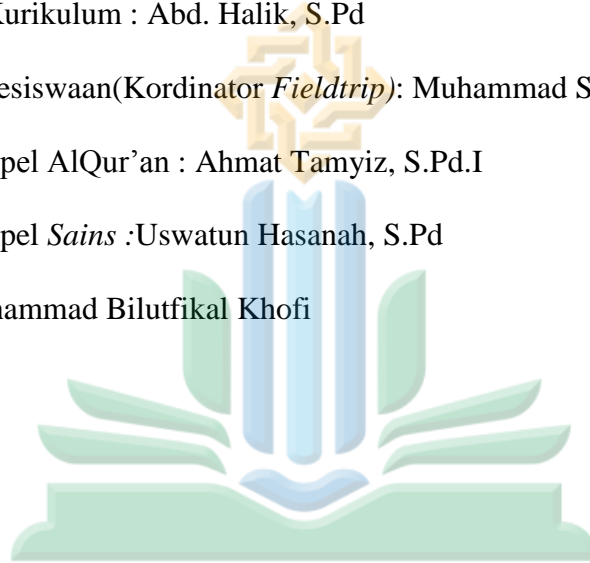 Kurikulum : Abd. Halik, S.Pd
esiswaan(Kordinator Fieldtrip): Muhammad S
pel AlQur’an : Ahmat Tamyiz, S.Pd.I
pel Sains :Uswatun Hasanah, S.Pd
ammad Bilutfikal Khofi